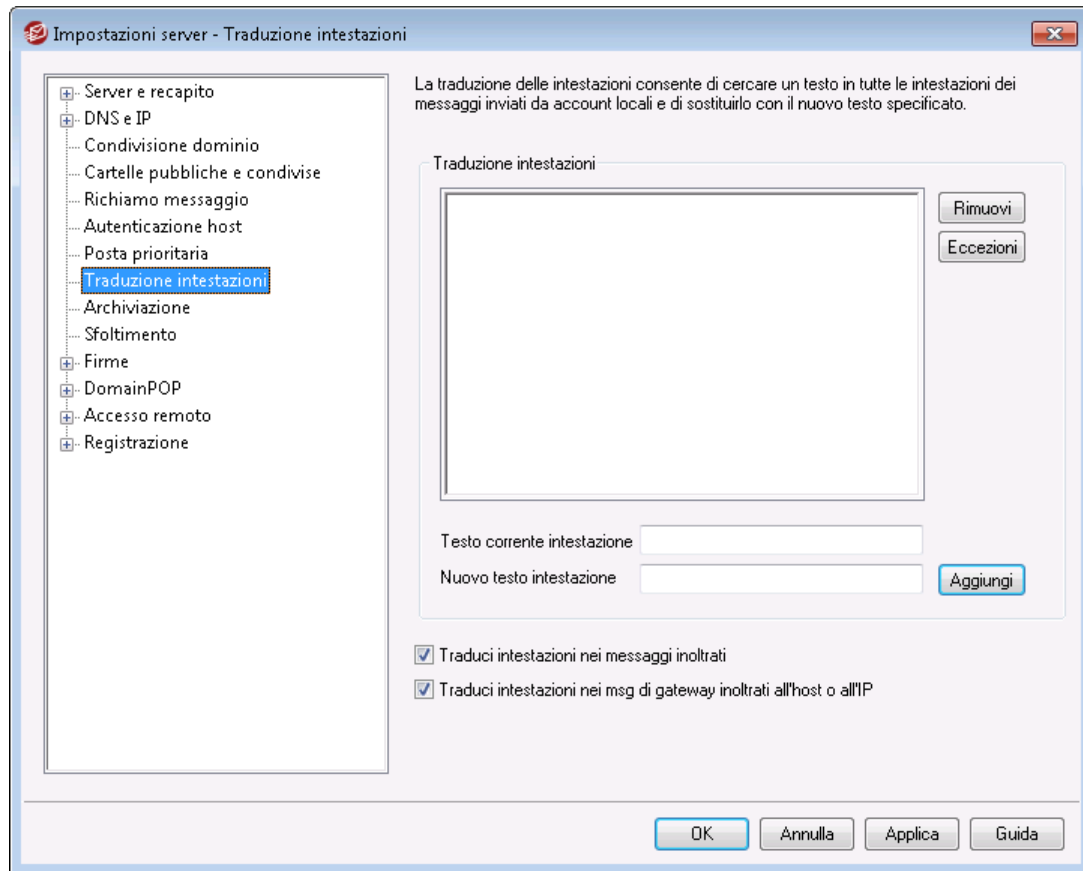 Impostazioni server - Traduzione intestazioni
Server e recapito
DNS e IP
Condivisione dominio
Cartelle pubbliche e condivise
Richiamo messaggio
Autenticazione host
Posta prioritaria
Traduzione intestazioni
Archiviazione
Sfoltimento
Firme
DomainPOP
Accesso remoto
Registrazione
La traduzione delle intestazioni consente di cercare un testo in tutte le intestazioni dei
messaggi inviati da account locali e di sostituirlo con il nuovo testo specificato.
Traduzione intestazioni
Rimuovi
Eccezioni
Testo corrente intestazione
Nuovo testo intestazione
Aggiungi
Traduci intestazioni nei messaggi inoltrati
Traduci intestazioni nei msg di gateway inoltrati all'host o all'IP
OK
Annulla
Applica
Guida